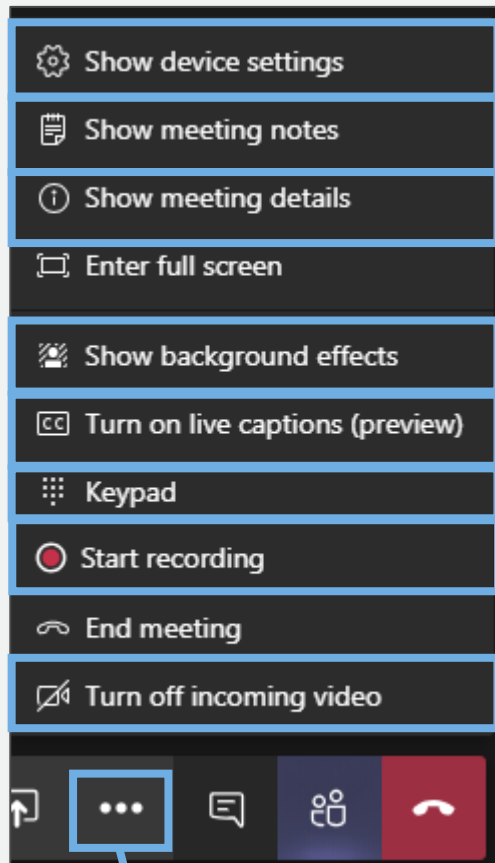 Show device settings
Show meeting notes
Show meeting details
Enter full screen
Show background effects
CC Turn on live captions (preview)
Keypad
Start recording
End meeting
Turn off incoming video